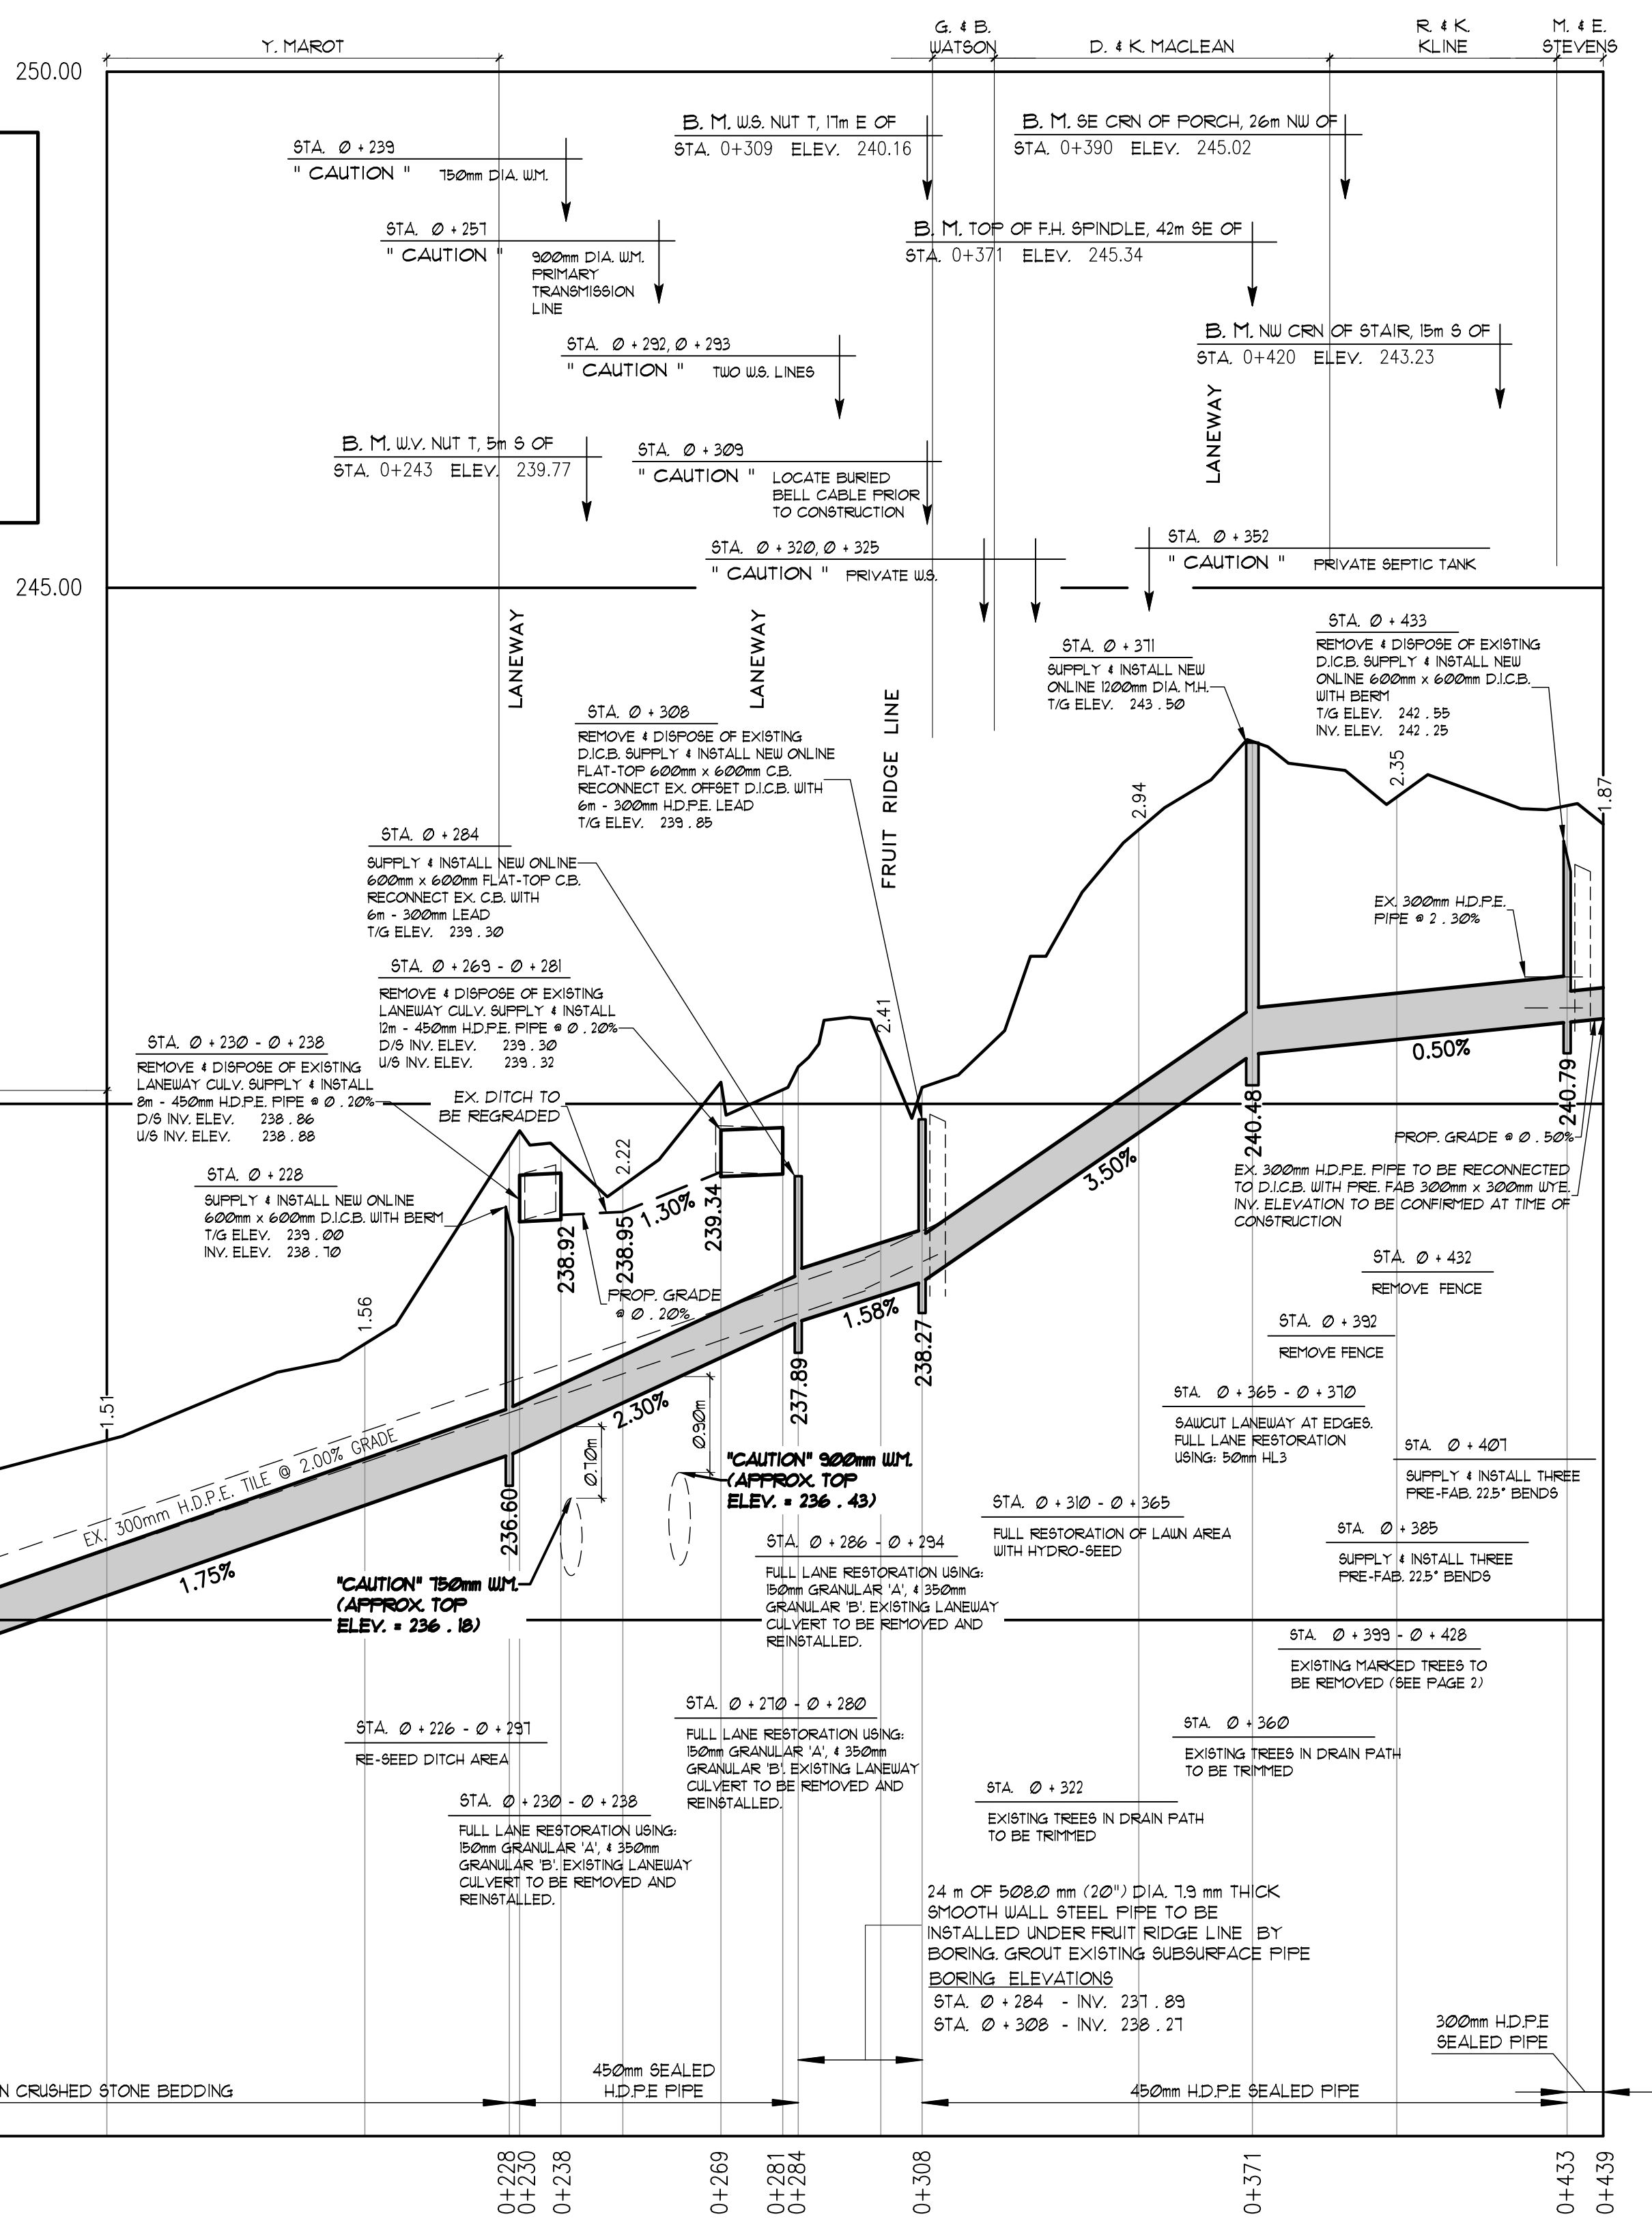 Y. MAROT
G. & B.
WATSON
D. & K. MACLEAN
R. & K.
KLINE
M. & E.
STEVENS
250.00
B. M. W.S. NUT T, 17m E OF
STA. 0+309 ELEV. 240.16
B. M. SE CRN OF PORCH, 26m NW OF
STA. 0+390 ELEV. 245.02
STA. Ø + 239
" CAUTION " 750mm DIA. W.M.
STA. Ø + 257
" CAUTION " 900mm DIA. W.M.
PRIMARY
TRANSMISSION
LINE
B. M. TOP OF F.H. SPINDLE, 42m SE OF
STA. 0+371 ELEV. 245.34
STA. Ø + 292, Ø + 293
" CAUTION " TWO W.S. LINES
B. M. NW CRN OF STAIR, 15m S OF
STA. 0+420 ELEV. 243.23
LANEWAY
B. M. W.V. NUT T, 5m S OF
STA. 0+243 ELEV. 239.77
STA. Ø + 309
" CAUTION " LOCATE BURIED
BELL CABLE PRIOR
TO CONSTRUCTION
STA. Ø + 320, Ø + 325
" CAUTION " PRIVATE W.S.
STA. Ø + 352
" CAUTION " PRIVATE SEPTIC TANK
245.00
LANEWAY
LANEWAY
FRUIT RIDGE LINE
STA. Ø + 371
SUPPLY & INSTALL NEW
ONLINE 1200mm DIA. M.H.
T/G ELEV. 243.50
STA. Ø + 433
REMOVE & DISPOSE OF EXISTING
D.I.C.B. SUPPLY & INSTALL NEW
ONLINE 600mm x 600mm D.I.C.B.
WITH BERM
T/G ELEV. 242.55
INV. ELEV. 242.25
STA. Ø + 308
REMOVE & DISPOSE OF EXISTING
D.I.C.B. SUPPLY & INSTALL NEW ONLINE
FLAT-TOP 600mm x 600mm C.B.
RECONNECT EX. OFFSET D.I.C.B. WITH
6m - 300mm H.D.P.E. LEAD
T/G ELEV. 239.85
2.94
2.35
1.87
STA. Ø + 284
SUPPLY & INSTALL NEW ONLINE
600mm x 600mm FLAT-TOP C.B.
RECONNECT EX. C.B. WITH
6m - 300mm LEAD
T/G ELEV. 239.30
EX. 300mm H.D.P.E.
PIPE @ 2.30%
STA. Ø + 269 - Ø + 281
REMOVE & DISPOSE OF EXISTING
LANEWAY CULV. SUPPLY & INSTALL
12m - 450mm H.D.P.E. PIPE @ Ø.20%
D/S INV. ELEV. 239.30
U/S INV. ELEV. 239.32
2.41
STA. Ø + 230 - Ø + 238
REMOVE & DISPOSE OF EXISTING
LANEWAY CULV. SUPPLY & INSTALL
8m - 450mm H.D.P.E. PIPE @ Ø.20%
D/S INV. ELEV. 238.86
U/S INV. ELEV. 238.88
EX. DITCH TO
BE REGRADED
2.22
0.50%
240.48
240.79
PROP. GRADE @ Ø.50%
STA. Ø + 228
SUPPLY & INSTALL NEW ONLINE
600mm x 600mm D.I.C.B. WITH BERM
T/G ELEV. 239.00
INV. ELEV. 238.70
1.30%
239.34
238.92
238.95
PROP. GRADE
@ Ø.20%
3.50%
EX. 300mm H.D.P.E. PIPE TO BE RECONNECTED
TO D.I.C.B. WITH PRE. FAB 300mm x 300mm WYE.
INV. ELEVATION TO BE CONFIRMED AT TIME OF
CONSTRUCTION
STA. Ø + 432
REMOVE FENCE
1.56
1.51
1.58%
238.27
237.89
STA. Ø + 392
REMOVE FENCE
2.30%
Ø.90m
Ø.70m
STA. Ø + 365 - Ø + 370
SAWCUT LANEWAY AT EDGES.
FULL LANE RESTORATION
USING: 50mm HL3
STA. Ø + 407
SUPPLY & INSTALL THREE
PRE-FAB. 22.5° BENDS
EX. 300mm H.D.P.E. TILE @ 2.00% GRADE
1.75%
236.60
"CAUTION" 900mm W.M.
(APPROX. TOP
ELEV. = 236.43)
STA. Ø + 310 - Ø + 365
FULL RESTORATION OF LAWN AREA
WITH HYDRO-SEED
STA. Ø + 385
SUPPLY & INSTALL THREE
PRE-FAB. 22.5° BENDS
"CAUTION" 750mm W.M.
(APPROX. TOP
ELEV. = 236.18)
STA. Ø + 286 - Ø + 294
FULL LANE RESTORATION USING:
150mm GRANULAR 'A', & 350mm
GRANULAR 'B'. EXISTING LANEWAY
CULVERT TO BE REMOVED AND
REINSTALLED.
STA. Ø + 399 - Ø + 428
EXISTING MARKED TREES TO
BE REMOVED (SEE PAGE 2)
STA. Ø + 226 - Ø + 297
RE-SEED DITCH AREA
STA. Ø + 270 - Ø + 280
FULL LANE RESTORATION USING:
150mm GRANULAR 'A', & 350mm
GRANULAR 'B'. EXISTING LANEWAY
CULVERT TO BE REMOVED AND
REINSTALLED.
STA. Ø + 360
EXISTING TREES IN DRAIN PATH
TO BE TRIMMED
STA. Ø + 322
EXISTING TREES IN DRAIN PATH
TO BE TRIMMED
STA. Ø + 230 - Ø + 238
FULL LANE RESTORATION USING:
150mm GRANULAR 'A', & 350mm
GRANULAR 'B'. EXISTING LANEWAY
CULVERT TO BE REMOVED AND
REINSTALLED.
24 m OF 508.0 mm (20") DIA. 7.9 mm THICK
SMOOTH WALL STEEL PIPE TO BE
INSTALLED UNDER FRUIT RIDGE LINE BY
BORING. GROUT EXISTING SUBSURFACE PIPE
BORING ELEVATIONS
STA. Ø + 284 - INV. 237.89
STA. Ø + 308 - INV. 238.27
300mm H.D.P.E
SEALED PIPE
N CRUSHED STONE BEDDING
450mm SEALED
H.D.P.E PIPE
450mm H.D.P.E SEALED PIPE
0+228
0+230
0+238
0+269
0+281
0+284
0+308
0+371
0+433
0+439